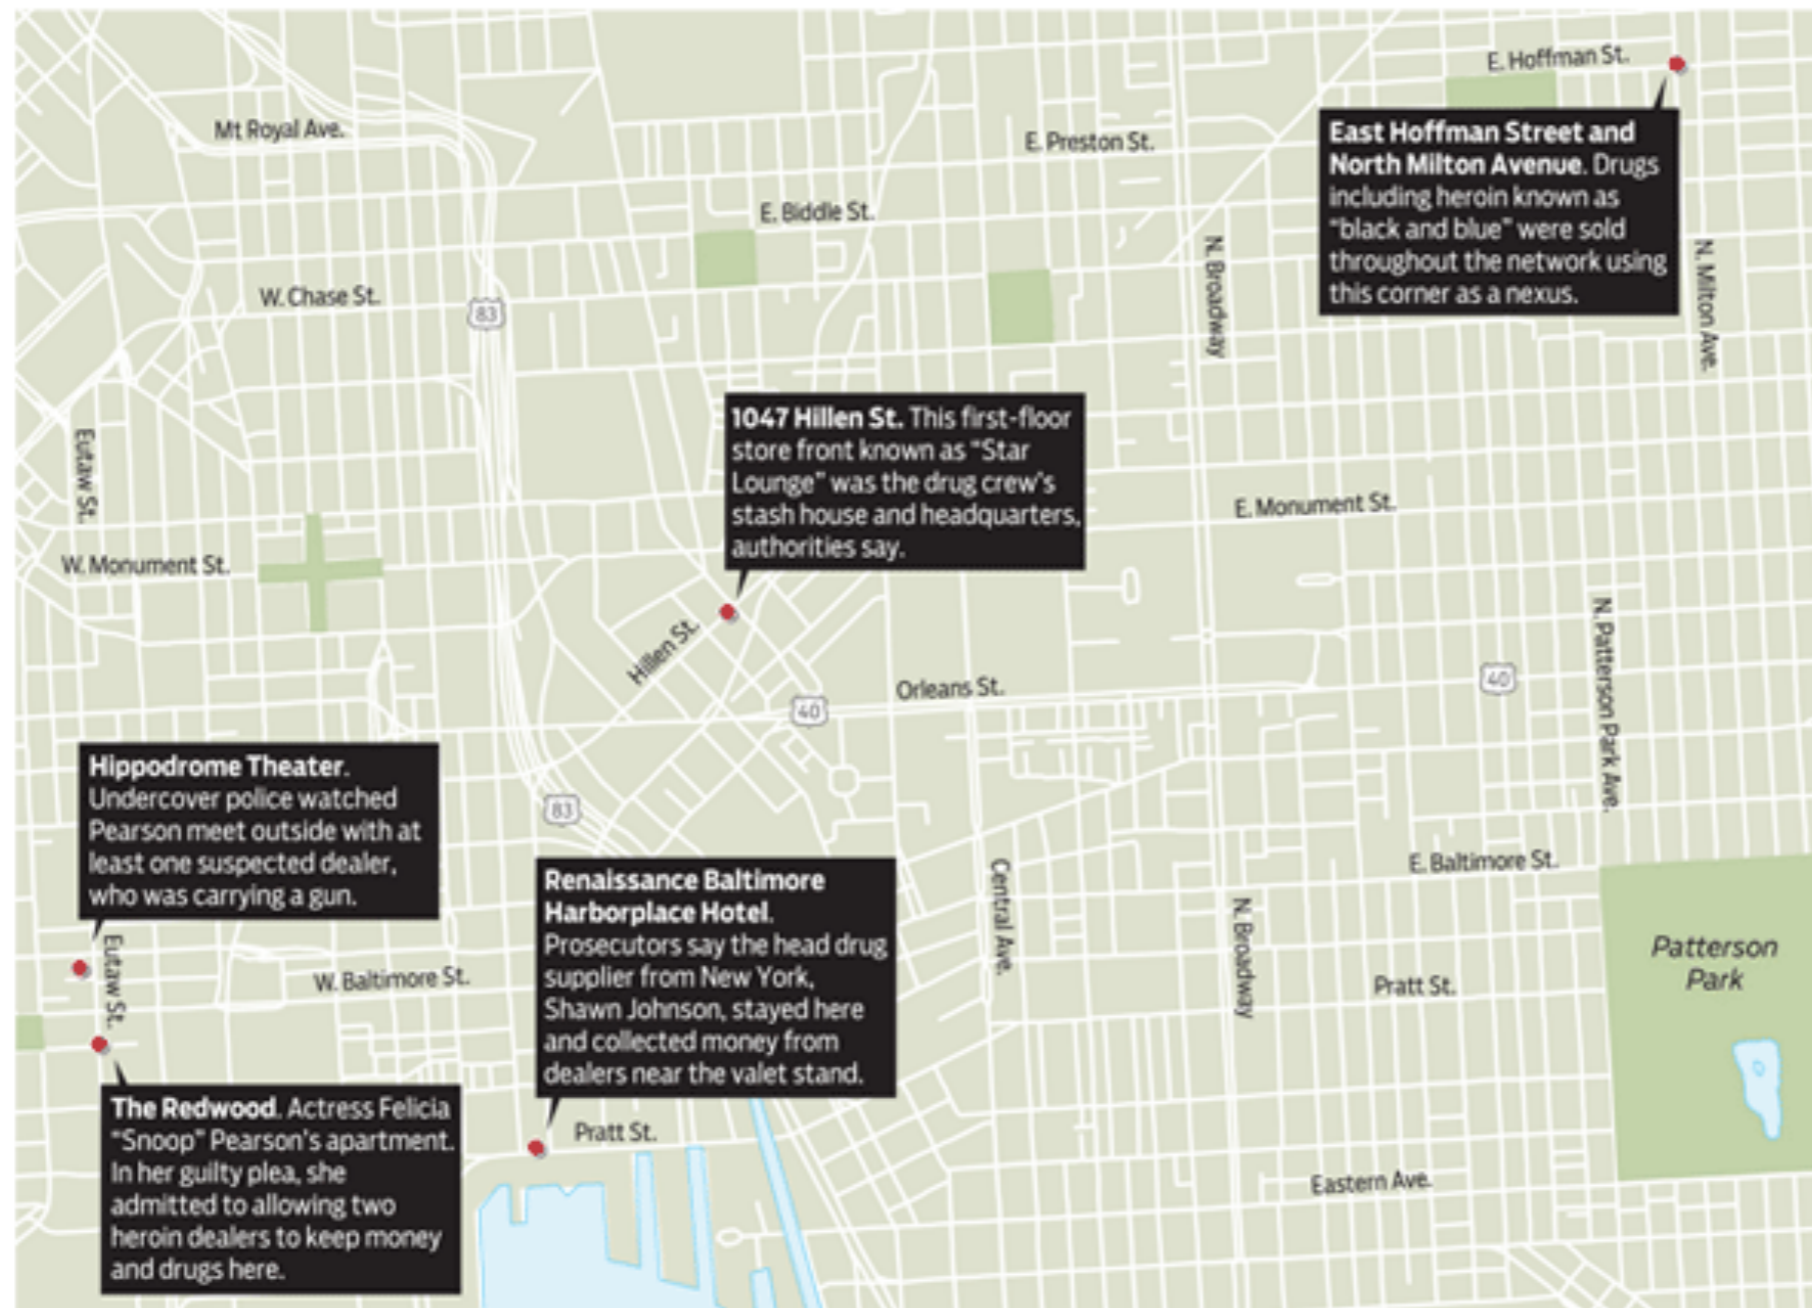 E. Hoffman St.
Mt Royal Ave.
E. Preston St.
East Hoffman Street and
North Milton Avenue. Drugs
including heroin known as
“black and blue” were sold
throughout the network using
this corner as a nexus.
E. Biddle St.
N. Broadway
N. Milton Ave.
W. Chase St.
83
1047 Hillen St. This first-floor
store front known as “Star
Lounge” was the drug crew’s
stash house and headquarters,
authorities say.
Eutaw St.
E. Monument St.
W. Monument St.
Hillen St.
N. Patterson Park Ave.
Orleans St.
40
40
Hippodrome Theater.
Undercover police watched
Pearson meet outside with at
least one suspected dealer,
who was carrying a gun.
83
Renaissance Baltimore
Harborplace Hotel.
Prosecutors say the head drug
supplier from New York,
Shawn Johnson, stayed here
and collected money from
dealers near the valet stand.
Central Ave.
E. Baltimore St.
N. Broadway
Eutaw St.
W. Baltimore St.
Patterson
Park
Pratt St.
The Redwood. Actress Felicia
“Snoop” Pearson’s apartment.
In her guilty plea, she
admitted to allowing two
heroin dealers to keep money
and drugs here.
Pratt St.
Eastern Ave.